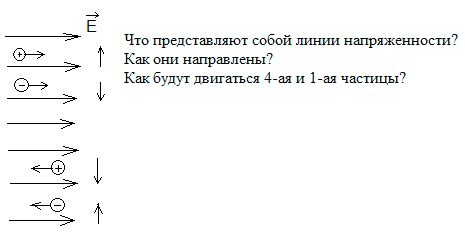 E
Что представляют собой линии напряженности?
Как они направлены?
Как будут двигаться 4-ая и 1-ая частицы?